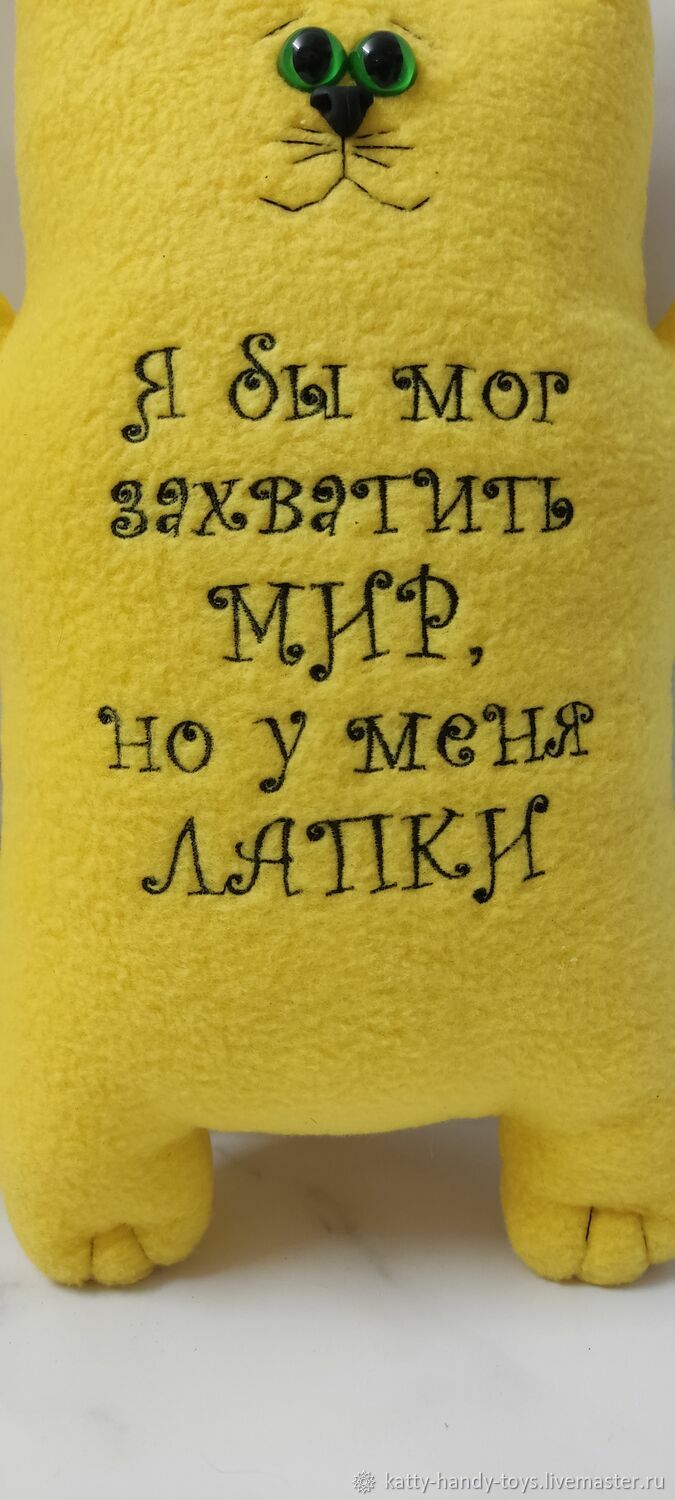 Я бы мог
захватить
МИР,
но у меня
ЛАПКИ
katty-handy-toys.livemaster.ru